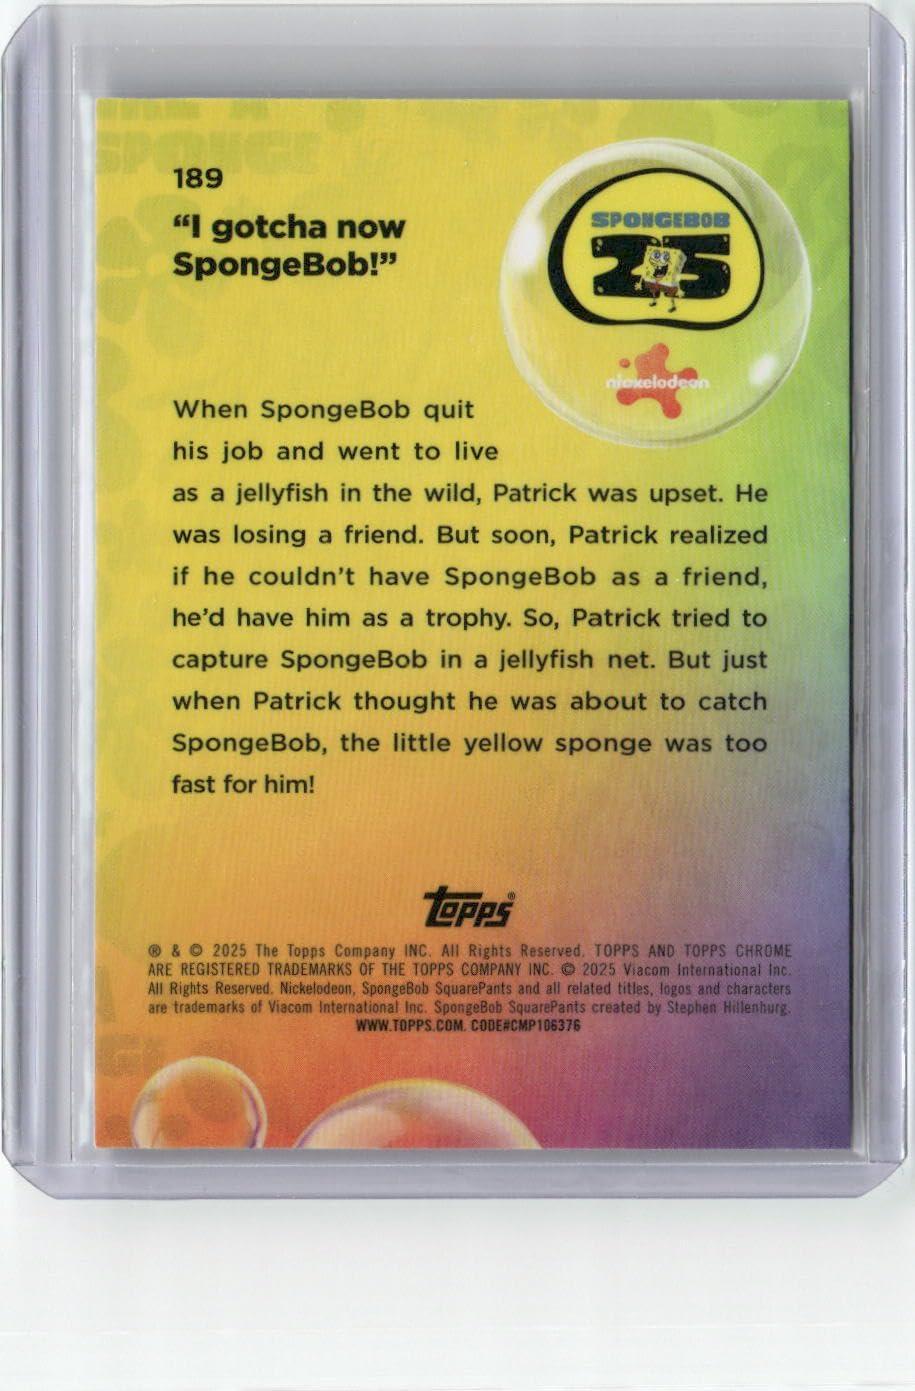 189
“I gotcha now
SpongeBob!”
SPONGEBOB
25
nickelodeon
When SpongeBob quit
his job and went to live
as a jellyfish in the wild, Patrick was upset. He
was losing a friend. But soon, Patrick realized
if he couldn’t have SpongeBob as a friend,
he’d have him as a trophy. So, Patrick tried to
capture SpongeBob in a jellyfish net. But just
when Patrick thought he was about to catch
SpongeBob, the little yellow sponge was too
fast for him!
topps®
® & © 2025 The Topps Company INC. All Rights Reserved. TOPPS AND TOPPS CHROME
ARE REGISTERED TRADEMARKS OF THE TOPPS COMPANY INC. © 2025 Viacom International Inc.
All Rights Reserved. Nickelodeon, SpongeBob SquarePants and all related titles, logos and characters
are trademarks of Viacom International Inc. SpongeBob SquarePants created by Stephen Hillenburg.
WWW.TOPPS.COM. CODE#CMP106376